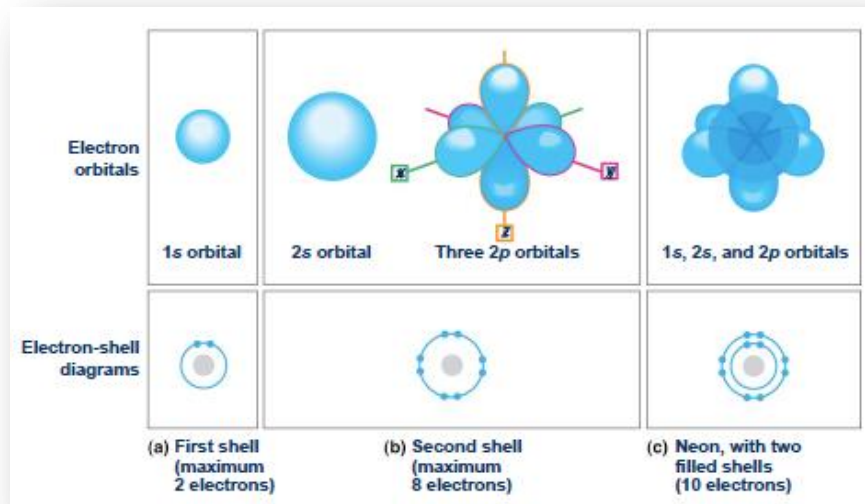 Electron
orbitals
x
y
z
1s orbital
2s orbital
Three 2p orbitals
1s, 2s, and 2p orbitals
Electron-shell
diagrams
(a) First shell
(maximum
2 electrons)
(b) Second shell
(maximum
8 electrons)
(c) Neon, with two
filled shells
(10 electrons)